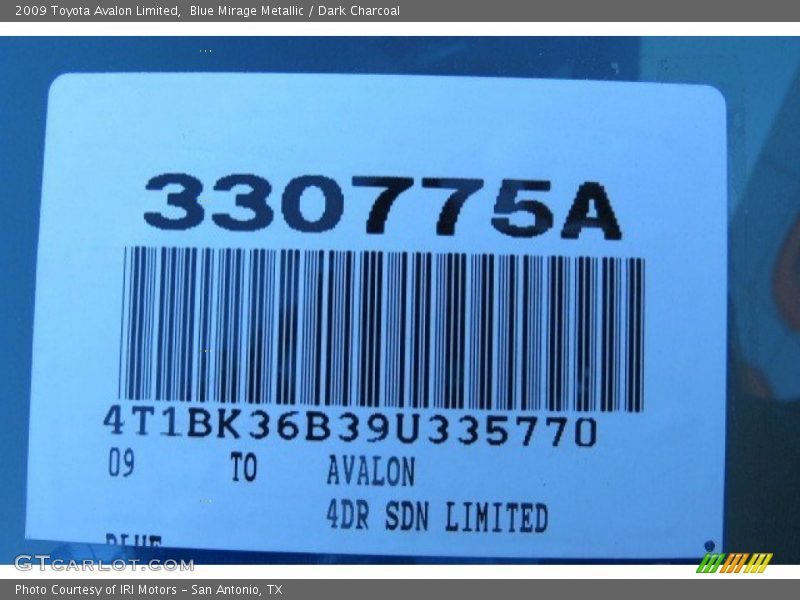 2009 Toyota Avalon Limited,  Blue Mirage Metallic / Dark Charcoal
330775A
4T1BK36B39U335770
09 TO AVALON
4DR SDN LIMITED
BLUE
GTcarlot.com
Photo Courtesy of IRI Motors - San Antonio, TX